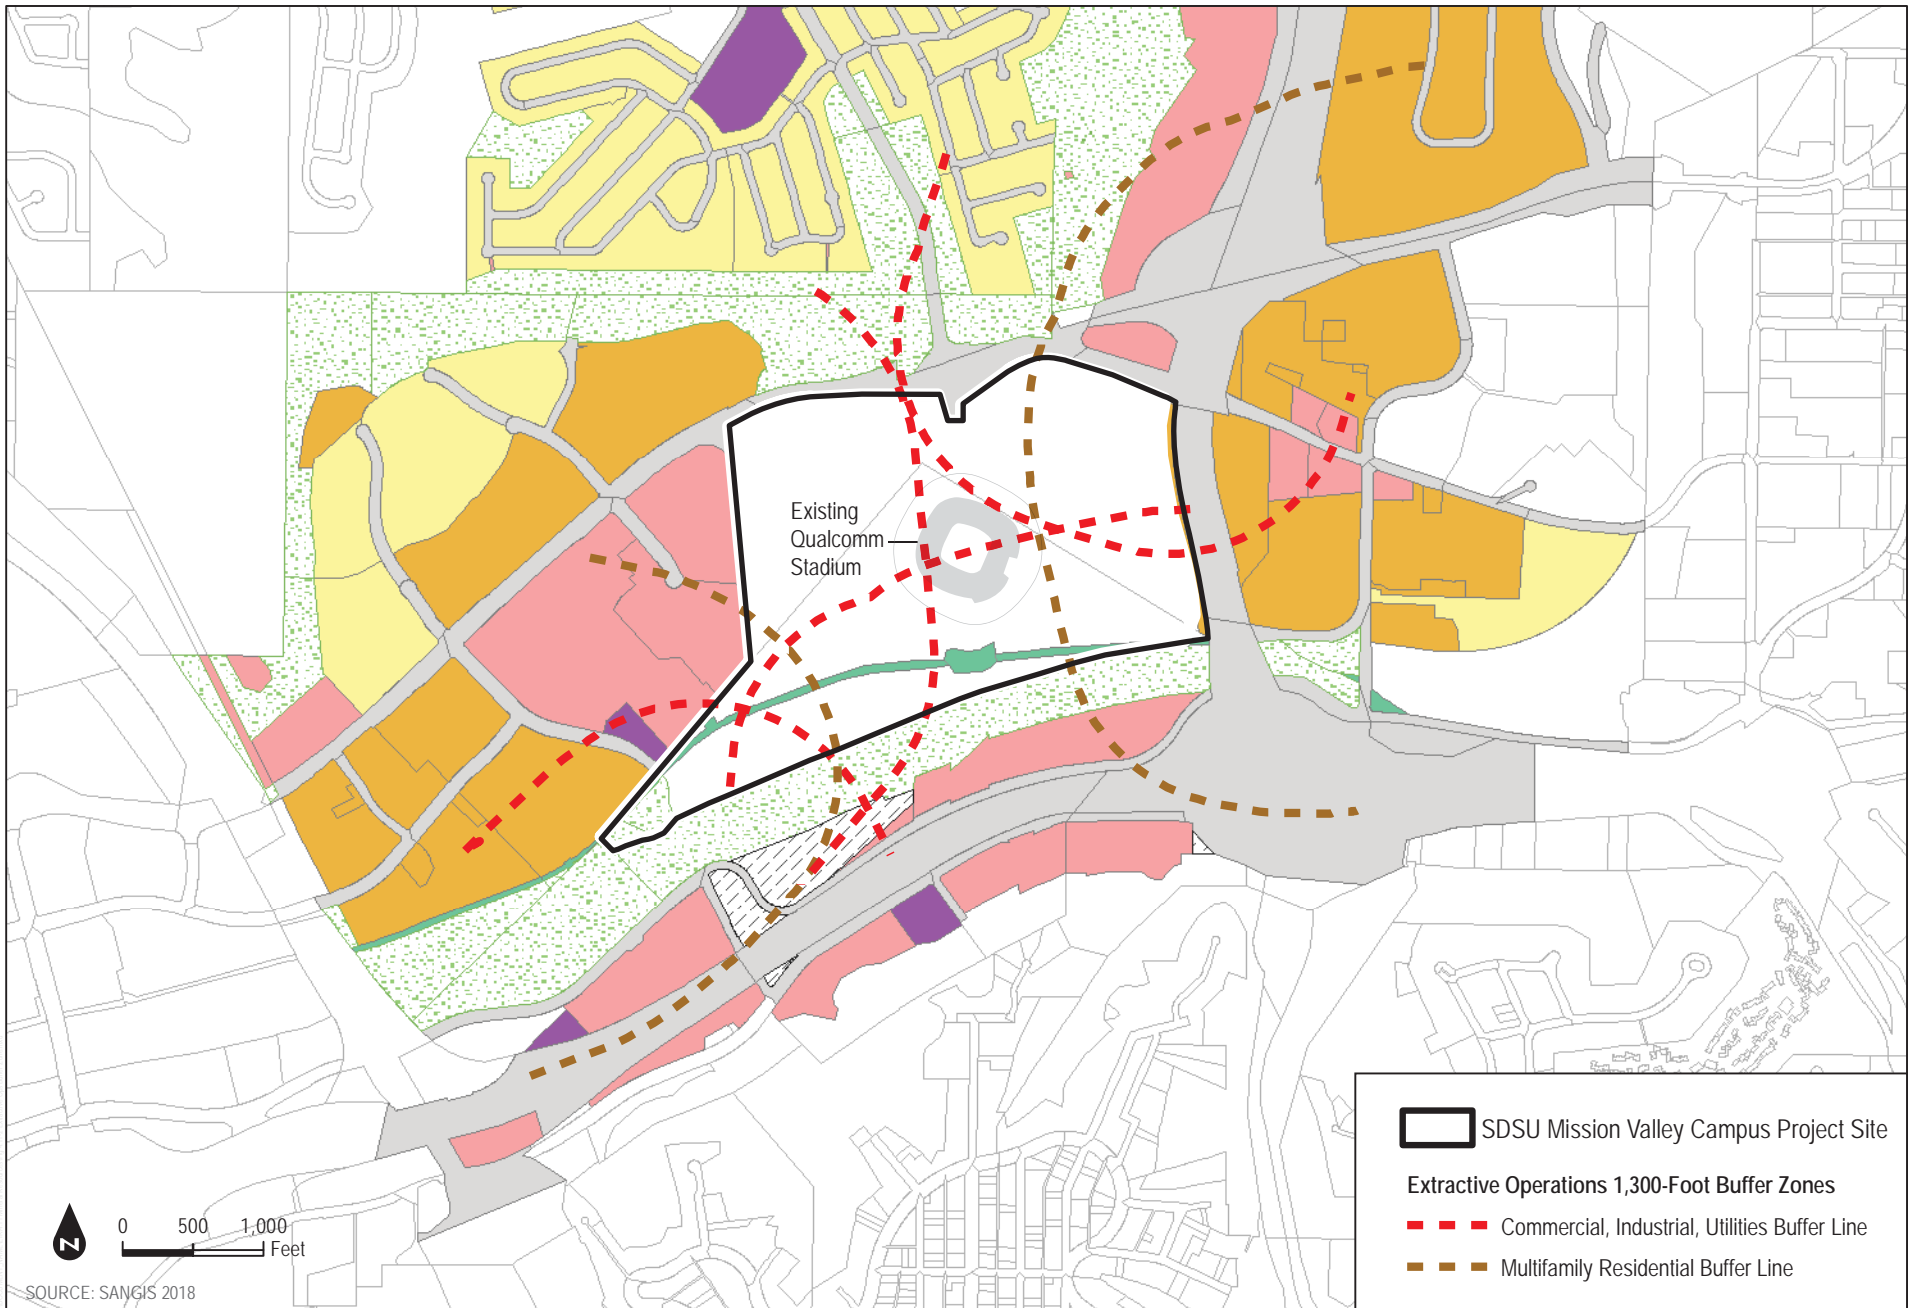 Existing
Qualcomm
Stadium
SDSU Mission Valley Campus Project Site
Extractive Operations 1,300-Foot Buffer Zones
Commercial, Industrial, Utilities Buffer Line
Multifamily Residential Buffer Line
N
0 500 1,000
Feet
SOURCE: SANGIS 2018